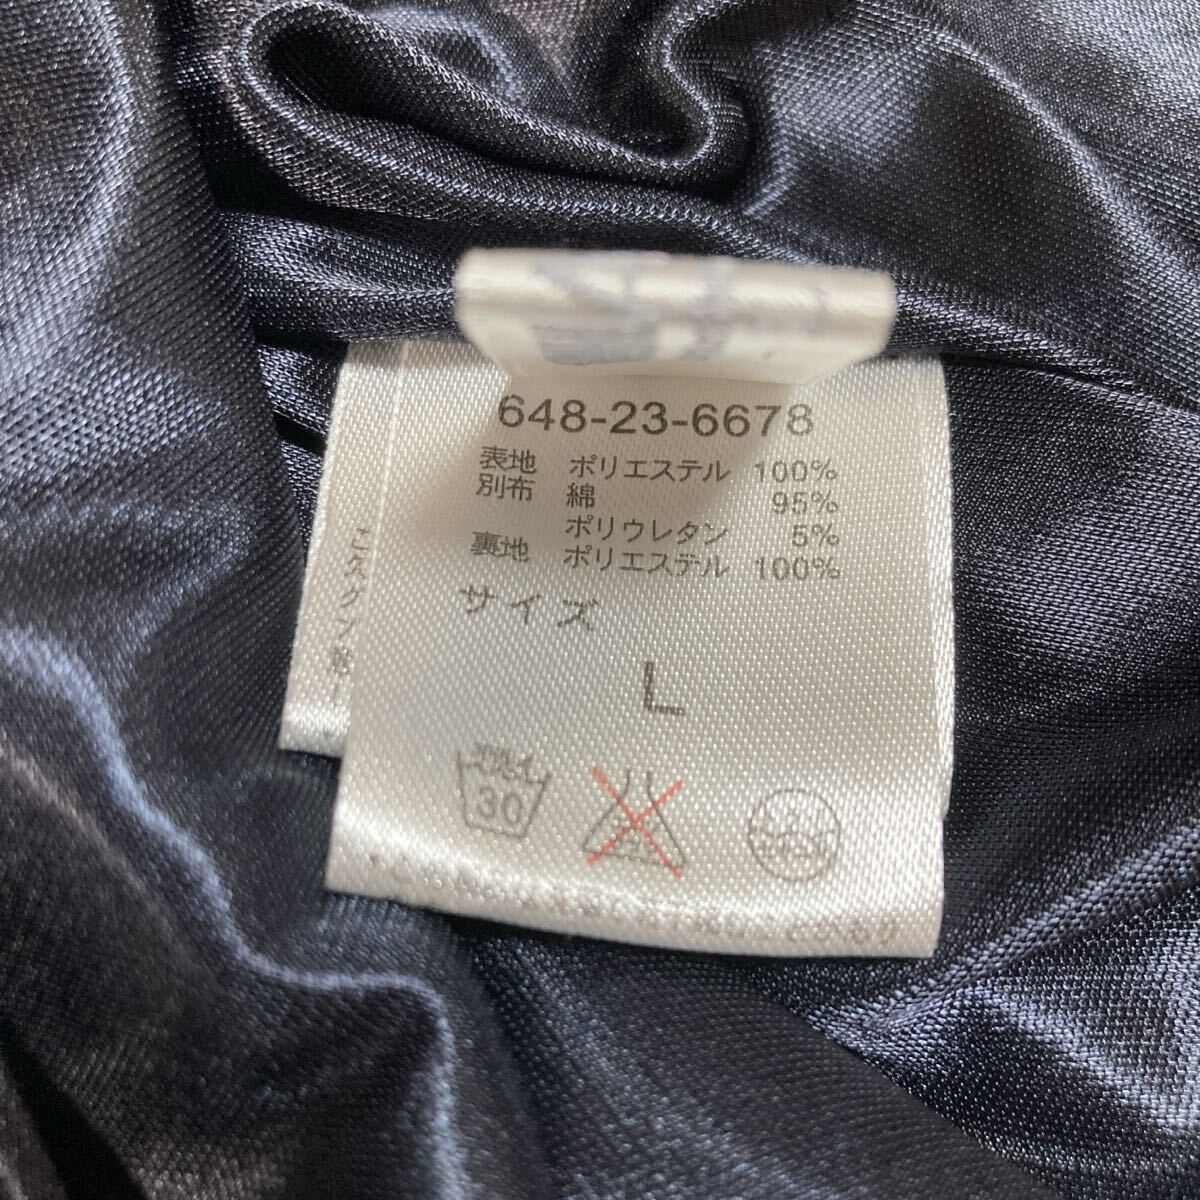 648-23-6678
表地 ポリエステル 100%
別布 綿 95%
ポリウレタン 5%
裏地 ポリエステル 100%
サイズ
L
30